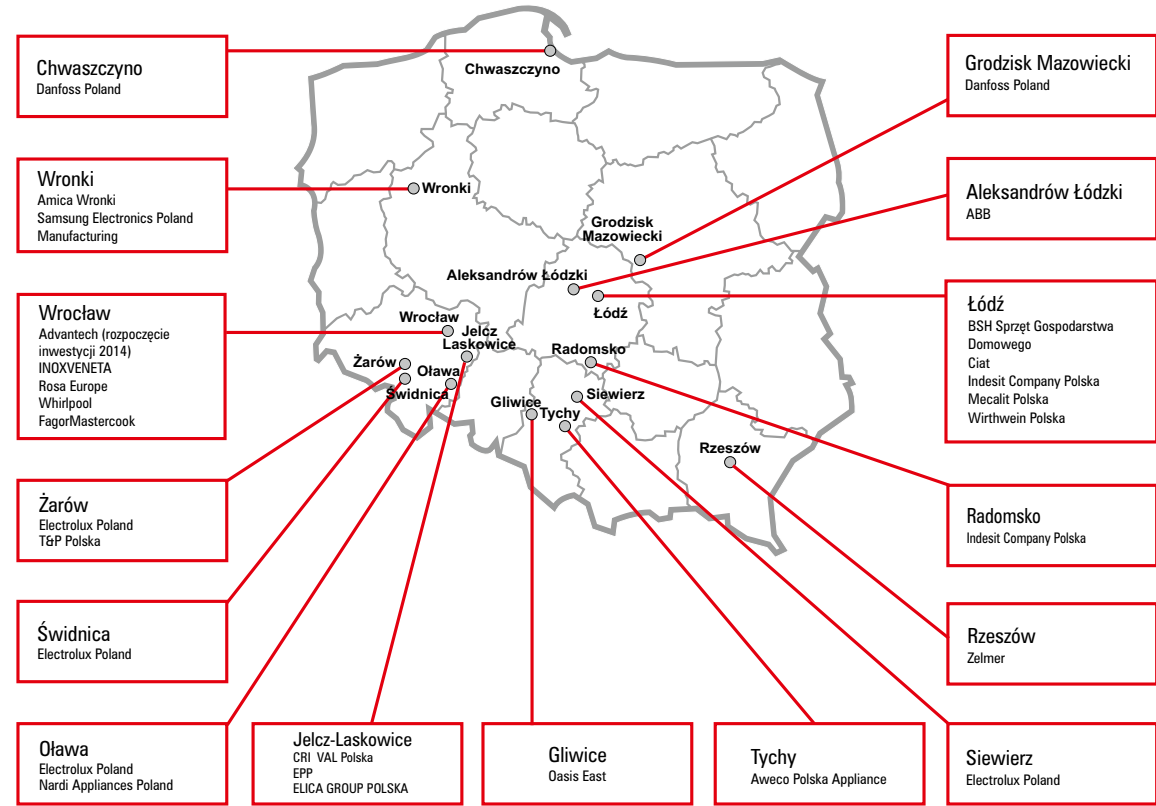 Chwaszczyno
Danfoss Poland
Wronki
Amica Wronki
Samsung Electronics Poland
Manufacturing
Wrocław
Advantech (rozpoczęcie
inwestycji 2014)
INOXVENETA
Rosa Europe
Whirlpool
FagorMastercook
Żarów
Electrolux Poland
T&P Polska
Świdnica
Electrolux Poland
Oława
Electrolux Poland
Nardi Appliances Poland
Jelcz-Laskowice
CRI VAL Polska
EPP
ELICA GROUP POLSKA
Gliwice
Oasis East
Tychy
Aweco Polska Appliance
Siewierz
Electrolux Poland
Rzeszów
Zelmer
Radomsko
Indesit Company Polska
Łódź
BSH Sprzęt Gospodarstwa
Domowego
Ciat
Indesit Company Polska
Mecalit Polska
Wirthwein Polska
Aleksandrów Łódzki
ABB
Grodzisk Mazowiecki
Danfoss Poland
Chwaszczyno
Wronki
Grodzisk
Mazowiecki
Aleksandrów Łódzki
Łódź
Wrocław
Jelcz
Laskowice
Radomsko
Żarów
Oława
Świdnica
Siewierz
Gliwice
Tychy
Rzeszów